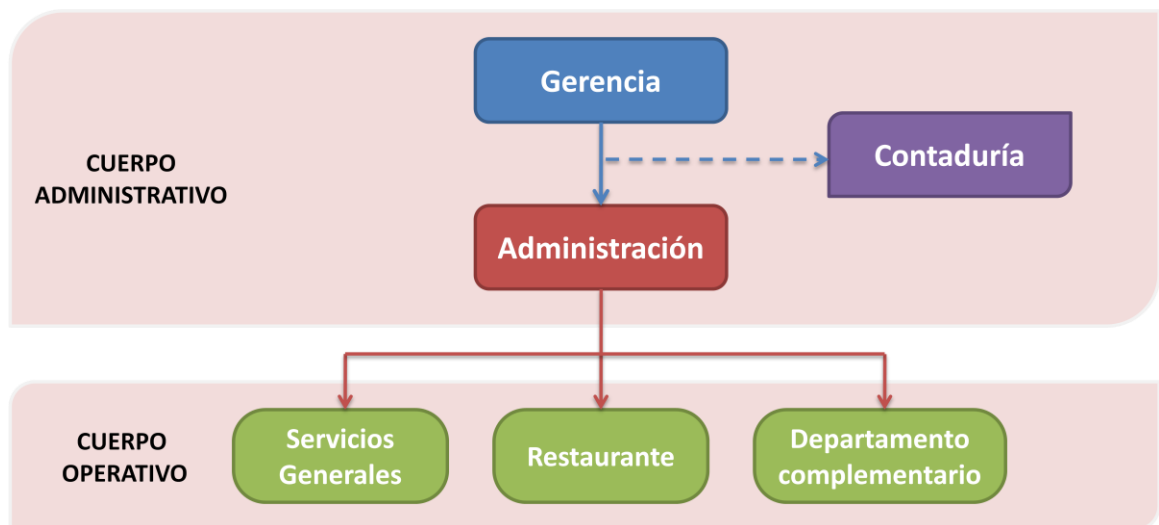 Gerencia
Contaduría
CUERPO
ADMINISTRATIVO
Administración
CUERPO
OPERATIVO
Servicios
Generales
Restaurante
Departamento
complementario